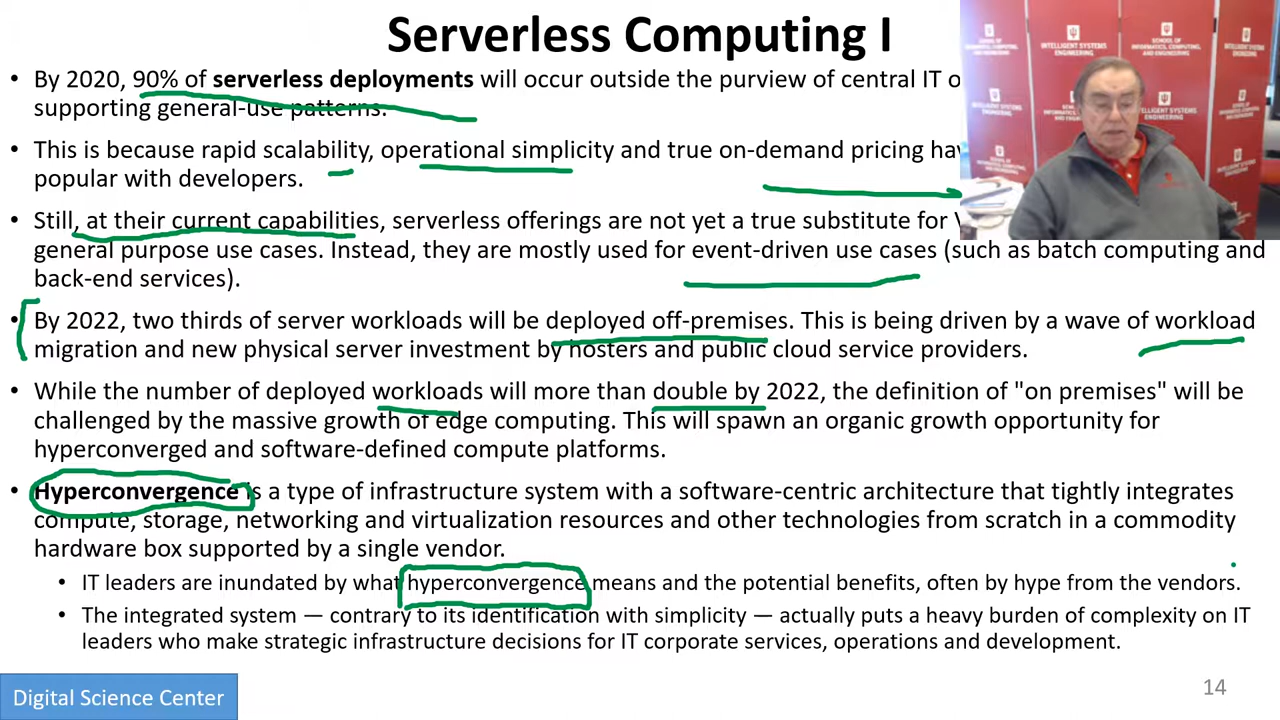 Serverless Computing I
• By 2020, 90% of serverless deployments will occur outside the purview of central IT o
supporting general-use patterns.
• This is because rapid scalability, operational simplicity and true on-demand pricing hav
popular with developers.
• Still, at their current capabilities, serverless offerings are not yet a true substitute for
general purpose use cases. Instead, they are mostly used for event-driven use cases (such as batch computing and
back-end services).
• By 2022, two thirds of server workloads will be deployed off-premises. This is being driven by a wave of workload
migration and new physical server investment by hosters and public cloud service providers.
• While the number of deployed workloads will more than double by 2022, the definition of "on premises" will be
challenged by the massive growth of edge computing. This will spawn an organic growth opportunity for
hyperconverged and software-defined compute platforms.
• Hyperconvergence is a type of infrastructure system with a software-centric architecture that tightly integrates
compute, storage, networking and virtualization resources and other technologies from scratch in a commodity
hardware box supported by a single vendor.
• IT leaders are inundated by what hyperconvergence means and the potential benefits, often by hype from the vendors.
• The integrated system — contrary to its identification with simplicity — actually puts a heavy burden of complexity on IT
leaders who make strategic infrastructure decisions for IT corporate services, operations and development.
Digital Science Center
14
INTELLIGENT SYSTEMS
ENGINEERING
SCHOOL OF
INFORMATICS, COMPUTING,
AND ENGINEERING